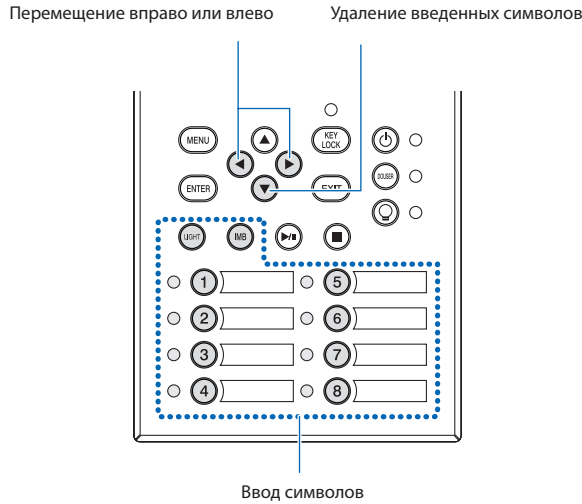 Перемещение вправо или влево
Удаление введенных символов
MENU
KEY
LOCK
ENTER
EXIT
DOUSER
LIGHT
IMB
1
5
2
6
3
7
4
8
Ввод символов